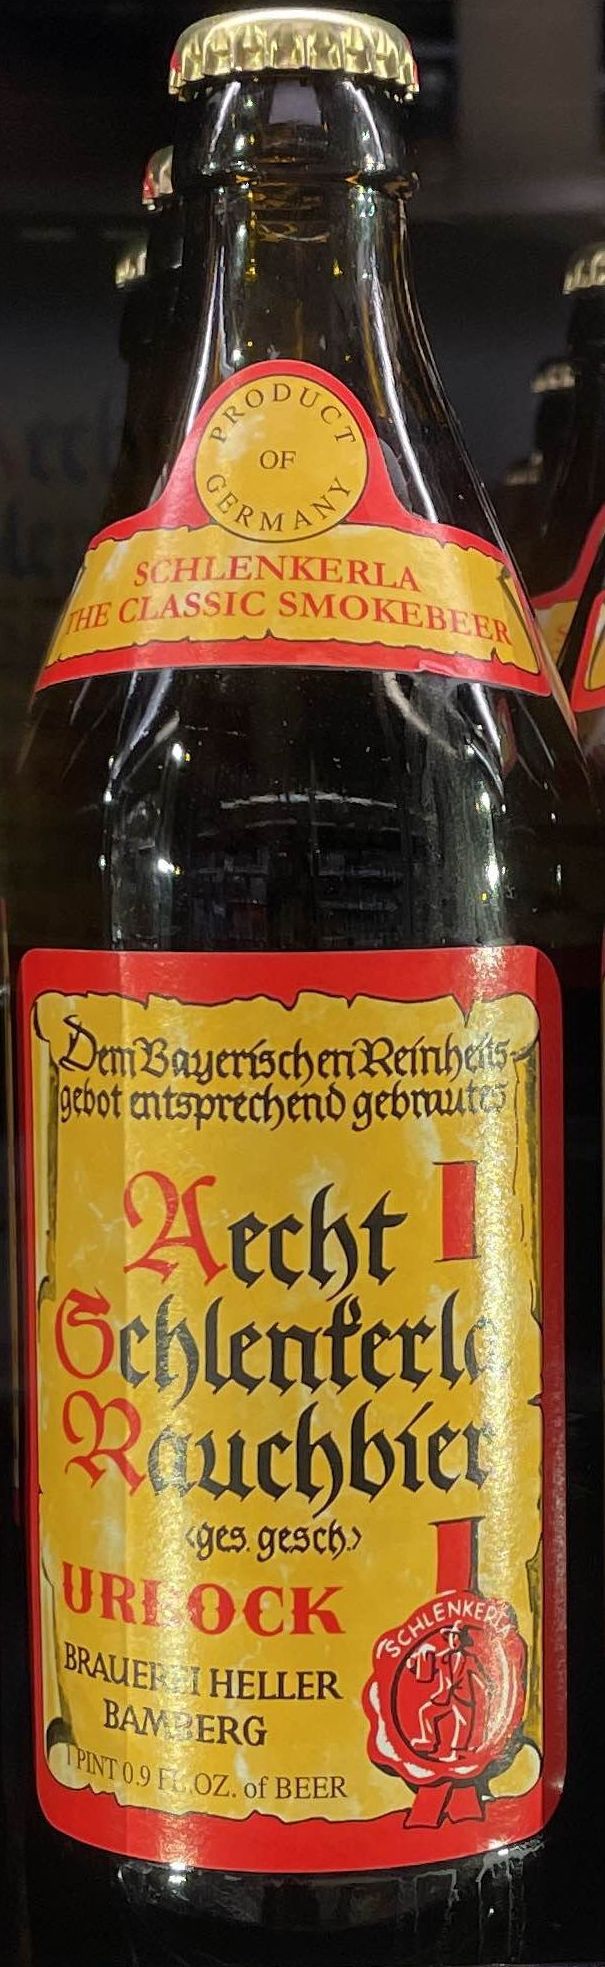 PRODUCT
OF
GERMANY
SCHLENKERLA
THE CLASSIC SMOKEBEER
Dem Bayerischen Reinheits-
gebot entsprechend gebrautes
Aecht
Schlenkerla
Rauchbier
<ges. gesch.>
URBOCK
BRAUEREI HELLER
BAMBERG
1 PINT 0.9 FL.OZ. of BEER
SCHLENKERLA